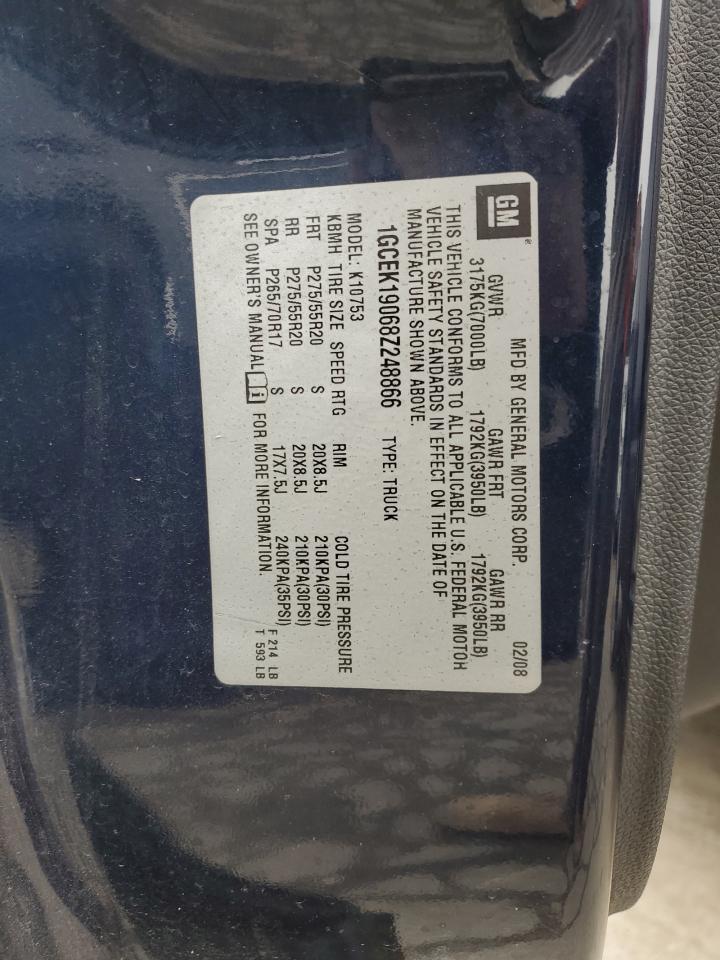 GM ®
MFD BY GENERAL MOTORS CORP. 02/08
GVWR GAWR FRT GAWR RR
3175KG(7000LB) 1792KG(3950LB) 1792KG(3950LB)
THIS VEHICLE CONFORMS TO ALL APPLICABLE U.S. FEDERAL MOTOR
VEHICLE SAFETY STANDARDS IN EFFECT ON THE DATE OF
MANUFACTURE SHOWN ABOVE.
1GCEK19068Z248866 TYPE: TRUCK
MODEL: K10753
KBMH TIRE SIZE SPEED RTG RIM COLD TIRE PRESSURE
FRT P275/55R20 S 20X8.5J 210KPA(30PSI)
RR P275/55R20 S 20X8.5J 210KPA(30PSI)
SPA P265/70R17 S 17X7.5J 240KPA(35PSI)
SEE OWNER'S MANUAL i FOR MORE INFORMATION.
F 214 LB
T 593 LB